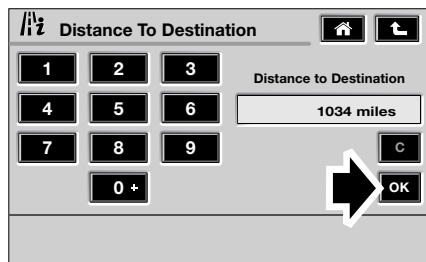 Distance To Destination
1 2 3
Distance to Destination
4 5 6
1034 miles
7 8 9
C
0 +
OK